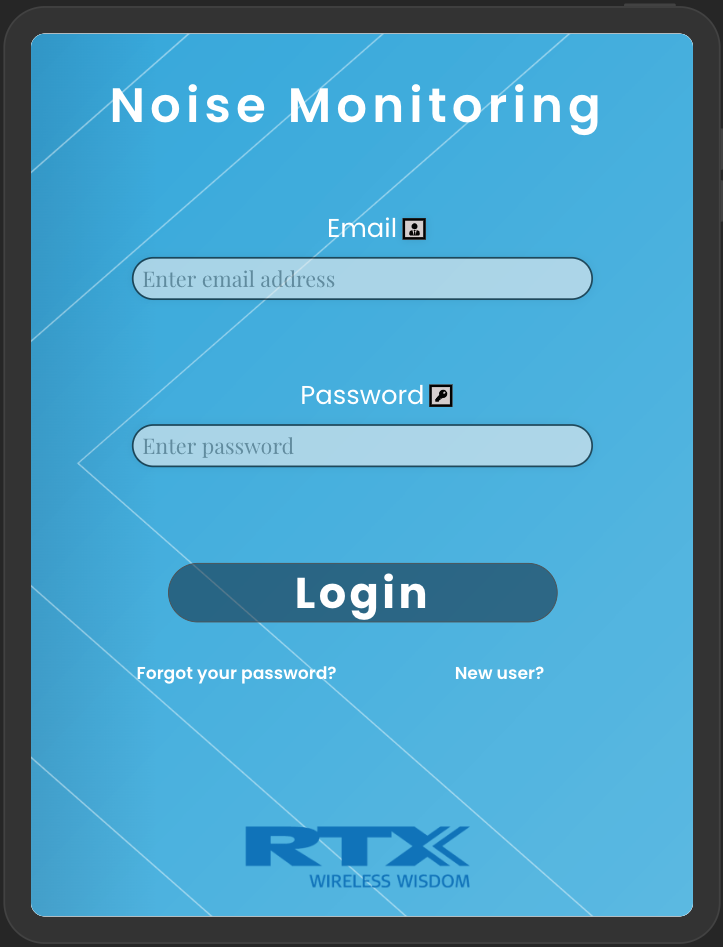 Noise Monitoring
Email
Enter email address
Password
Enter password
Login
Forgot your password? New user?
RTX
WIRELESS WISDOM